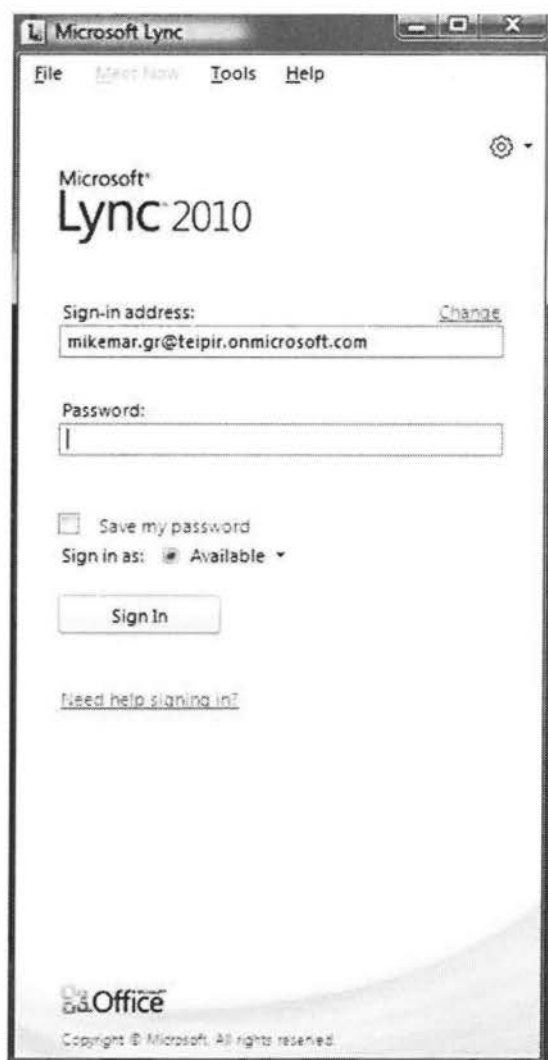 Microsoft Lync
File Meet Now Tools Help
Microsoft®
Lync™ 2010
Sign-in address: Change
mikemar.gr@teipir.onmicrosoft.com
Password:
Save my password
Sign in as: Available
Sign In
Need help signing in?
Office
Copyright © Microsoft. All rights reserved.